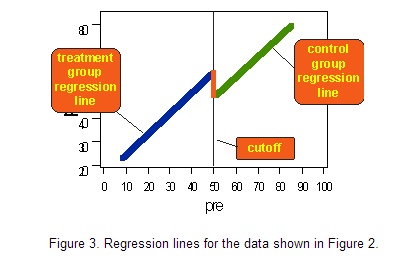 80
treatment
group
regression
line
control
group
regression
line
40
30
20
cutoff
0 10 20 30 40 50 60 70 80 90 100
pre
Figure 3. Regression lines for the data shown in Figure 2.